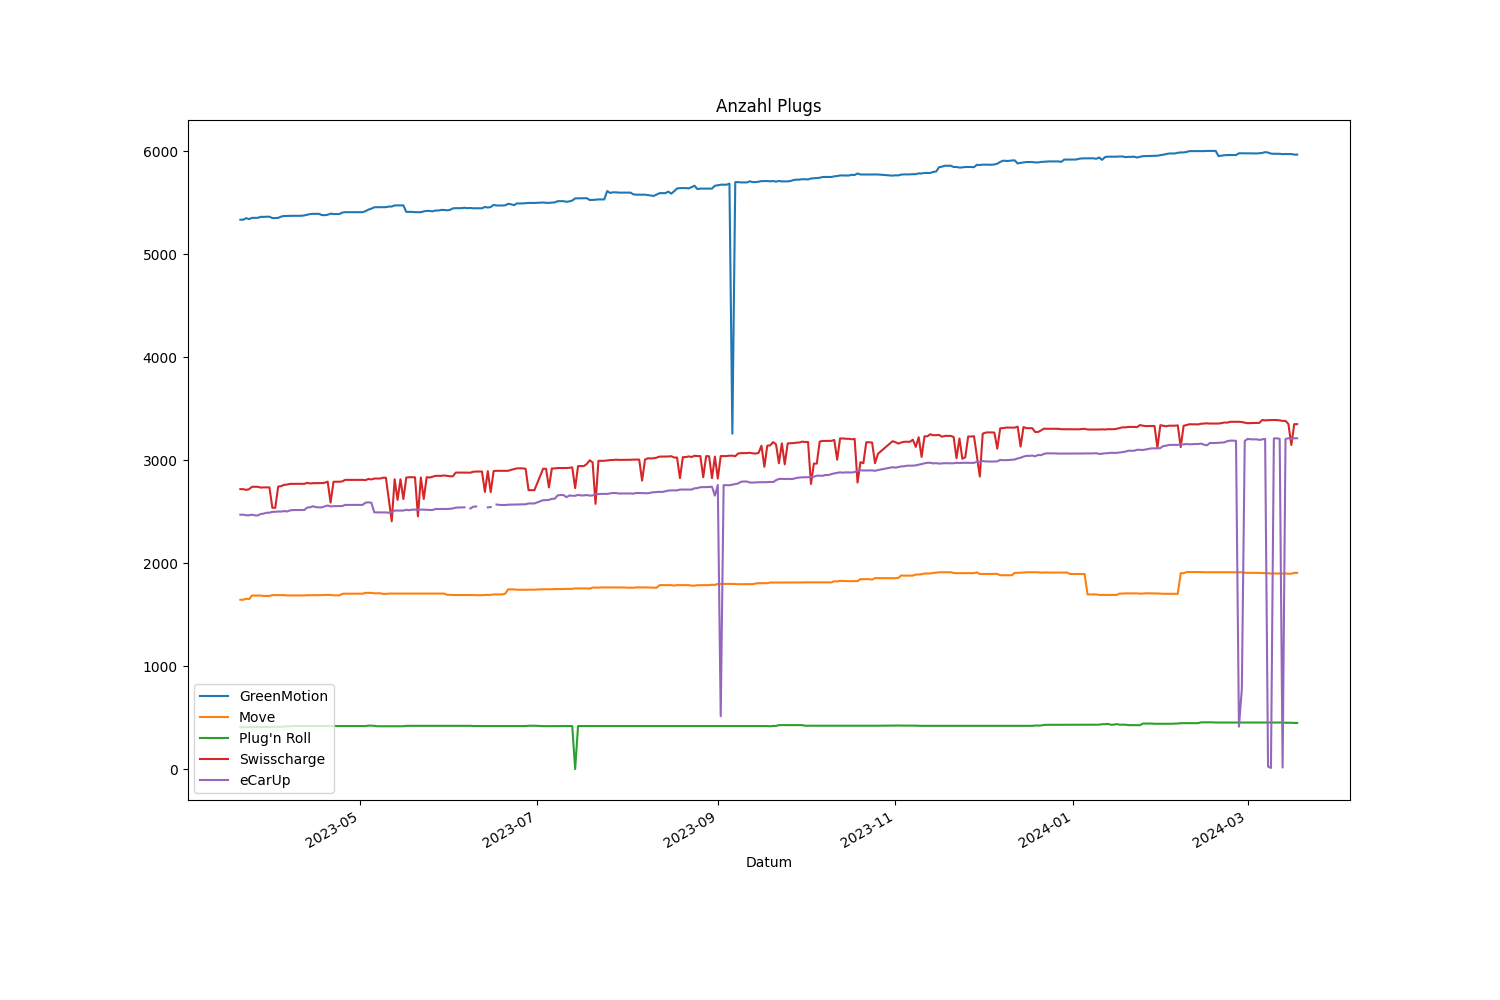 Anzahl Plugs
6000
5000
4000
3000
2000
1000
0
GreenMotion
Move
Plug'n Roll
Swisscharge
eCarUp
2023-05
2023-07
2023-09
2023-11
2024-01
2024-03
Datum